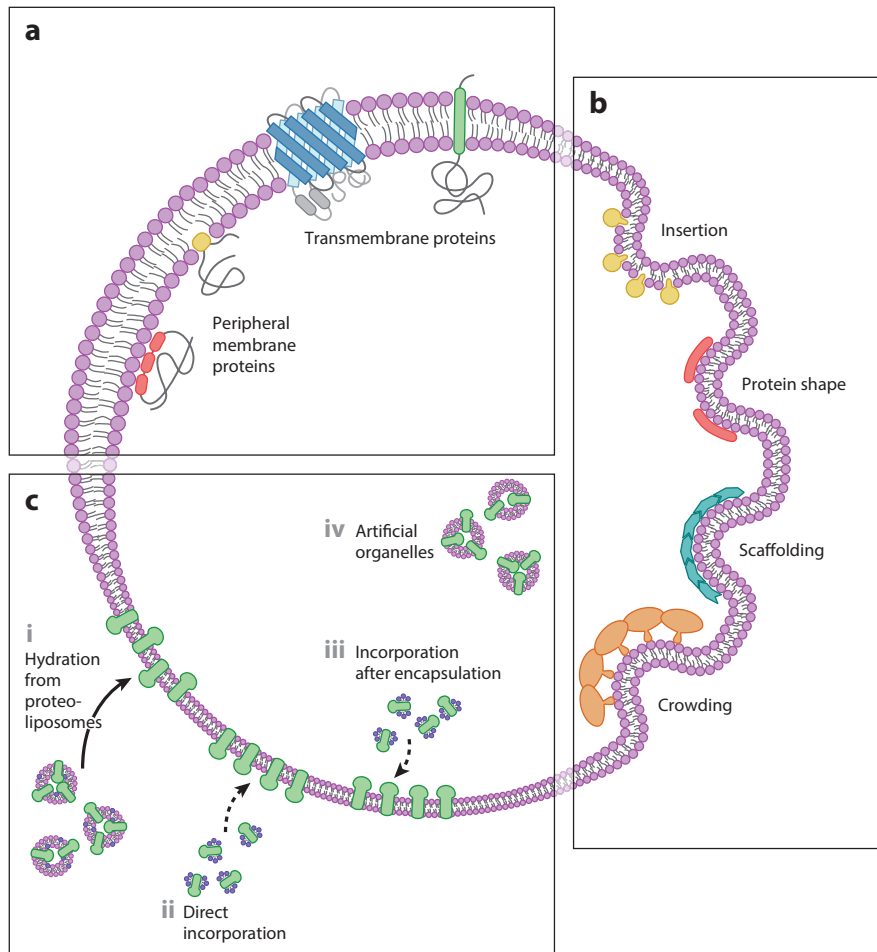 a
Transmembrane proteins
Peripheral
membrane
proteins
b
Insertion
Protein shape
Scaffolding
Crowding
c
i
Hydration
from
proteo-
liposomes
ii Direct
incorporation
iii Incorporation
after encapsulation
iv Artificial
organelles